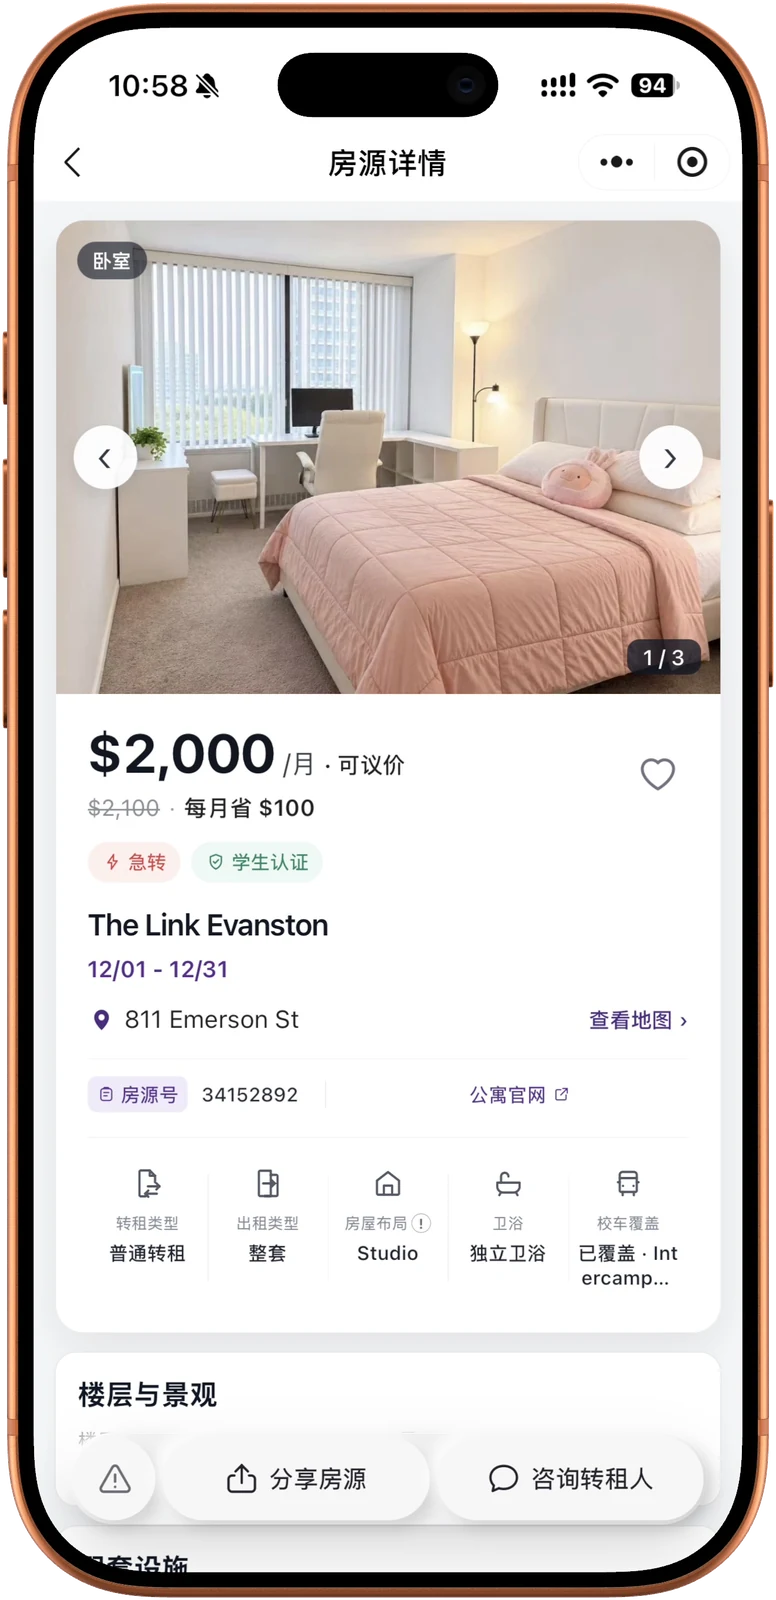 10:58
94
房源详情
卧室
1 / 3
$2,000 /月 · 可议价
$2,100 · 每月省 $100
急转
学生认证
The Link Evanston
12/01 - 12/31
811 Emerson St
查看地图 ›
房源号 34152892
公寓官网
转租类型
普通转租
出租类型
整套
房屋布局
Studio
卫浴
独立卫浴
校车覆盖
已覆盖 · Int
ercamp...
楼层与景观
分享房源
咨询转租人
配套设施